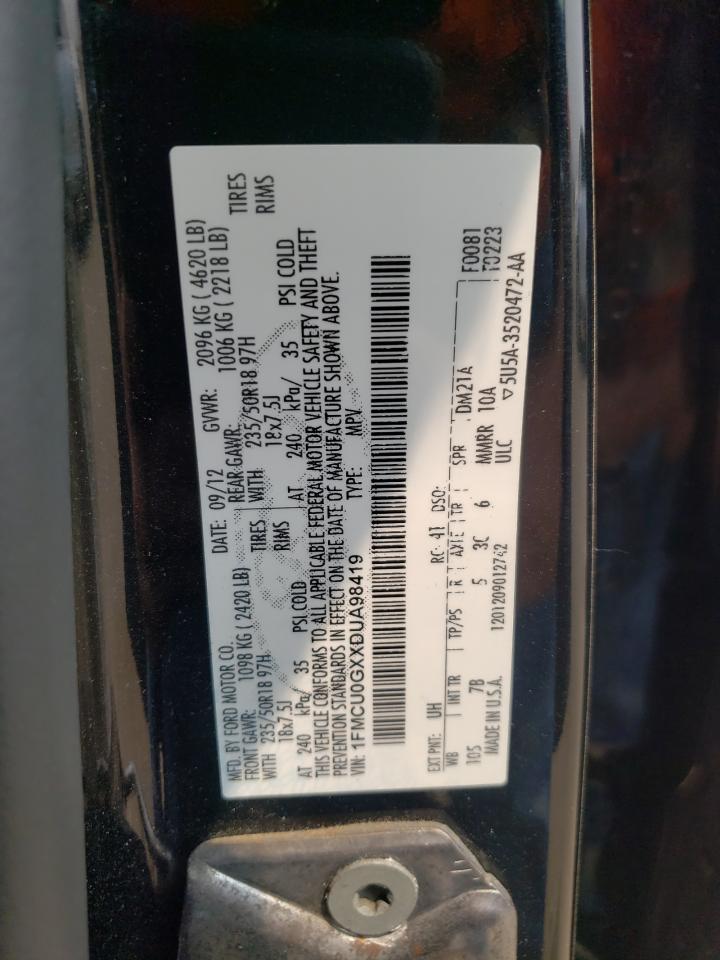 MFD. BY FORD MOTOR CO.
DATE: 09/12
GVWR: 2096 KG ( 4620 LB)
FRONT GAWR: 1098 KG ( 2420 LB)
REAR GAWR: 1006 KG ( 2218 LB)
WITH 235/50R18 97H TIRES
WITH 235/50R18 97H TIRES
18x7.5J RIMS
18x7.5J RIMS
AT 240 kPa/ 35 PSI COLD
AT 240 kPa/ 35 PSI COLD
THIS VEHICLE CONFORMS TO ALL APPLICABLE FEDERAL MOTOR VEHICLE SAFETY AND THEFT
PREVENTION STANDARDS IN EFFECT ON THE DATE OF MANUFACTURE SHOWN ABOVE.
VIN: 1FMCU0GXXDUA98419
TYPE: MPV
EXT PNT: UH RC: 41 DSO: F0081
WB INT TR TP/PS R AXLE TR SPR DM21A T0223
105 7B 5 3C 6 MMRR 10A
MADE IN U.S.A. 1201209012742 ULC ▽5U5A-3520472-AA